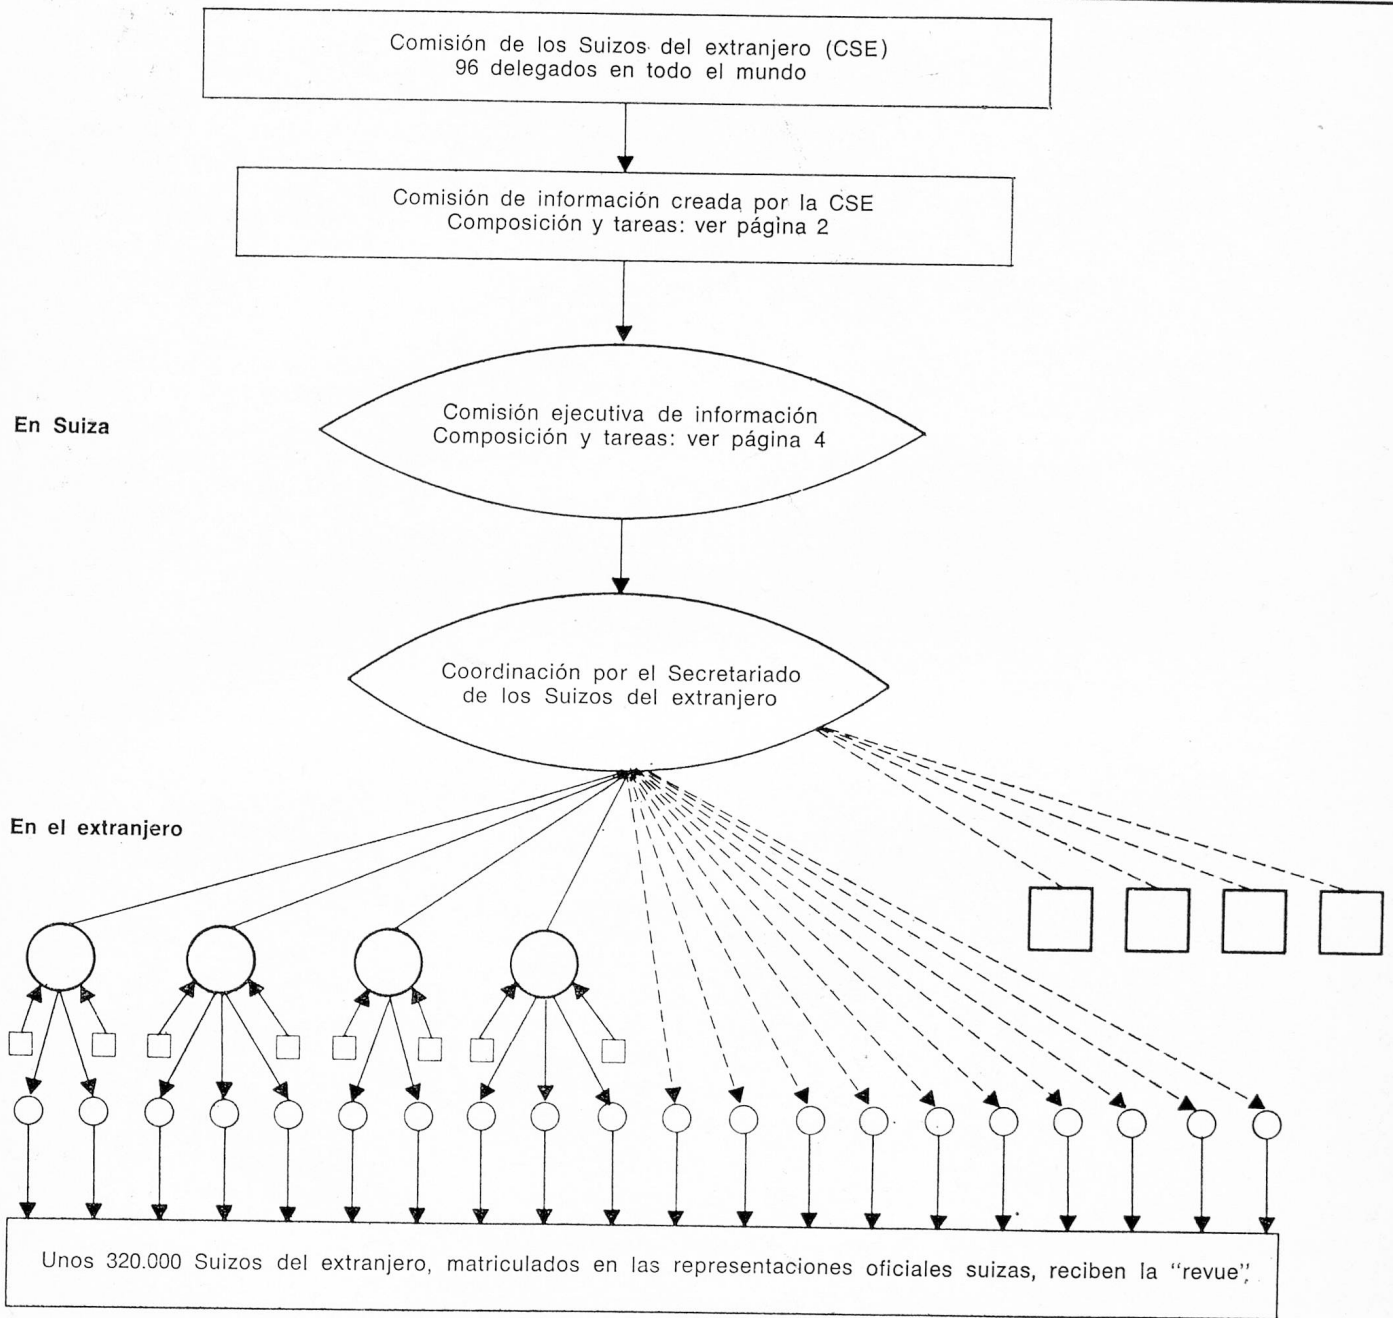 Comisión de los Suizos del extranjero (CSE)
96 delegados en todo el mundo
Comisión de información creada por la CSE
Composición y tareas: ver página 2
En Suiza
Comisión ejecutiva de información
Composición y tareas: ver página 4
Coordinación por el Secretariado
de los Suizos del extranjero
En el extranjero
Unos 320.000 Suizos del extranjero, matriculados en las representaciones oficiales suizas, reciben la “revue”,